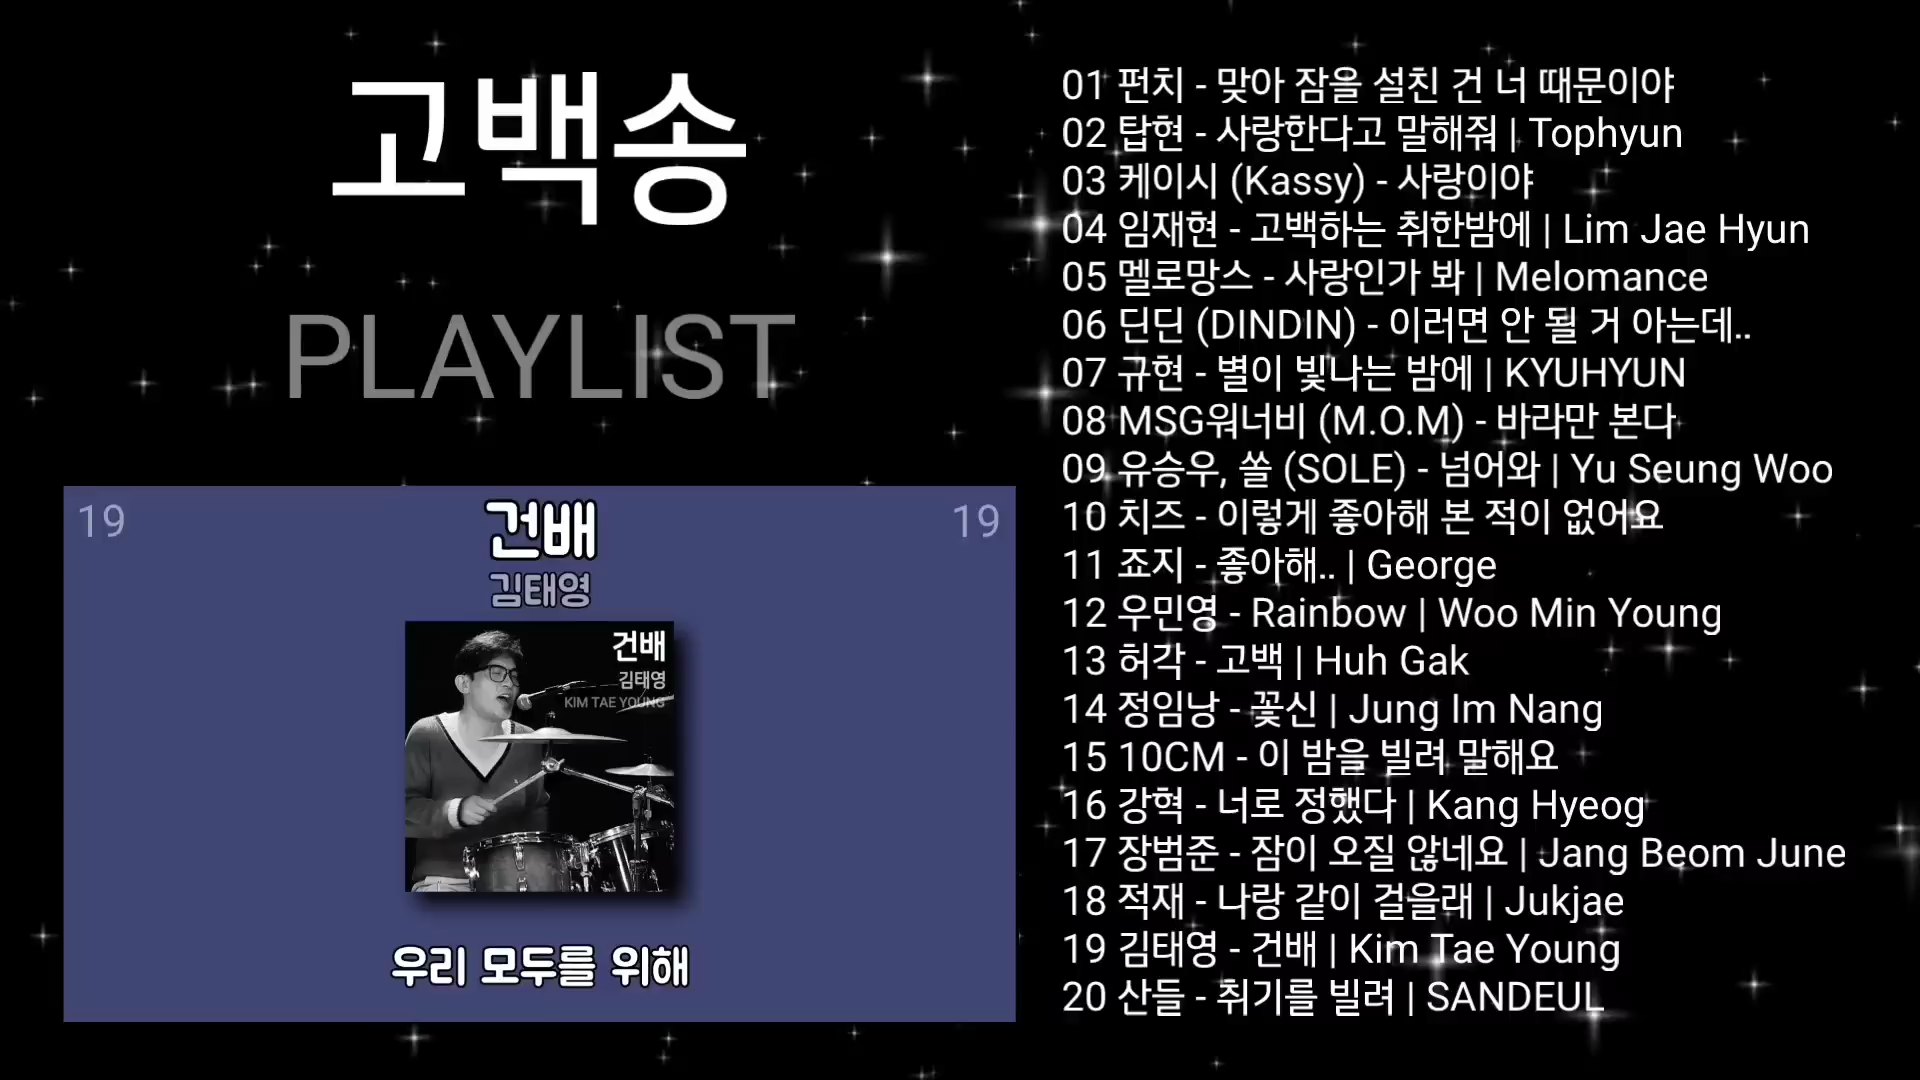 고백송
PLAYLIST
19
19
건배
김태영
건배
김태영
KIM TAE YOUNG
우리 모두를 위해
01 펀치 - 맞아 잠을 설친 건 너 때문이야
02 탑현 - 사랑한다고 말해줘 | Tophyun
03 케이시 (Kassy) - 사랑이야
04 임재현 - 고백하는 취한밤에 | Lim Jae Hyun
05 멜로망스 - 사랑인가 봐 | Melomance
06 딘딘 (DINDIN) - 이러면 안 될 거 아는데..
07 규현 - 별이 빛나는 밤에 | KYUHYUN
08 MSG워너비 (M.O.M) - 바라만 본다
09 유승우, 쏠 (SOLE) - 넘어와 | Yu Seung Woo
10 치즈 - 이렇게 좋아해 본 적이 없어요
11 죠지 - 좋아해.. | George
12 우민영 - Rainbow | Woo Min Young
13 허각 - 고백 | Huh Gak
14 정임낭 - 꽃신 | Jung Im Nang
15 10CM - 이 밤을 빌려 말해요
16 강혁 - 너로 정했다 | Kang Hyeog
17 장범준 - 잠이 오질 않네요 | Jang Beom June
18 적재 - 나랑 같이 걸을래 | Jukjae
19 김태영 - 건배 | Kim Tae Young
20 산들 - 취기를 빌려 | SANDEUL